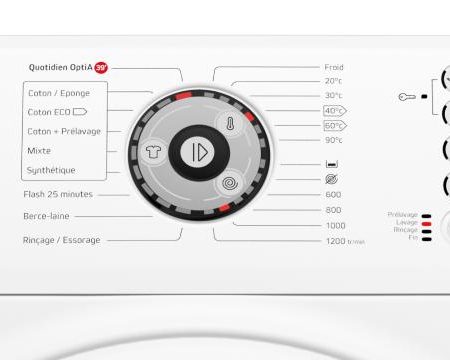 Quotidien OptiA 39'
Coton / Eponge
Coton ECO
Coton + Prélavage
Mixte
Synthétique
Flash 25 minutes
Berce-laine
Rinçage / Essorage
Froid
20°c
30°c
40°c
60°c
90°c
600
800
1000
1200 tr/min
Prélavage
Lavage
Rinçage
Fin